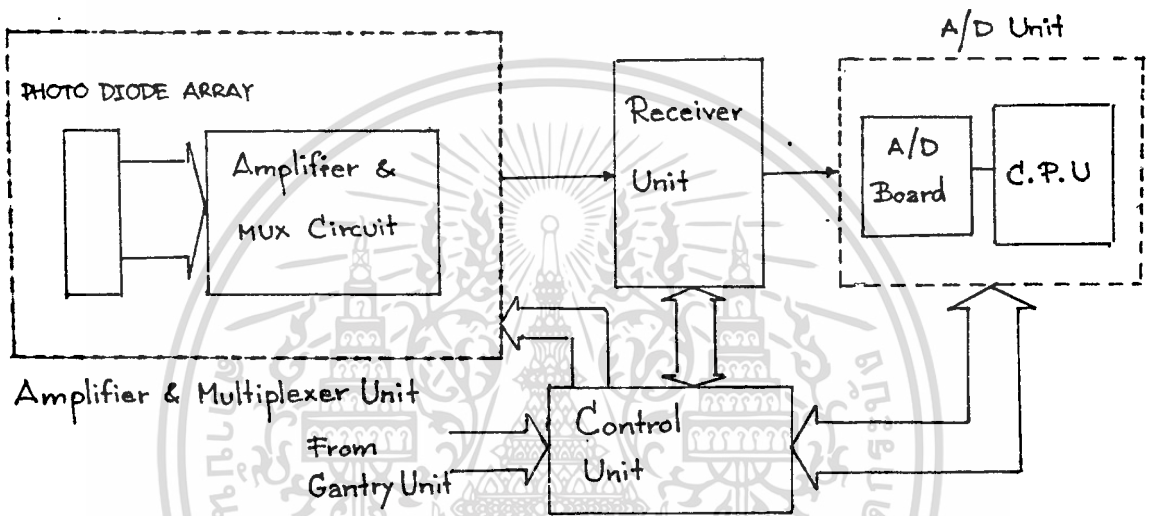 A/D Unit
PHOTO DIODE ARRAY
Amplifier &
MUX Circuit
Receiver
Unit
A/D
Board
C.P.U
Amplifier & Multiplexer Unit
From
Gantry Unit
Control
Unit